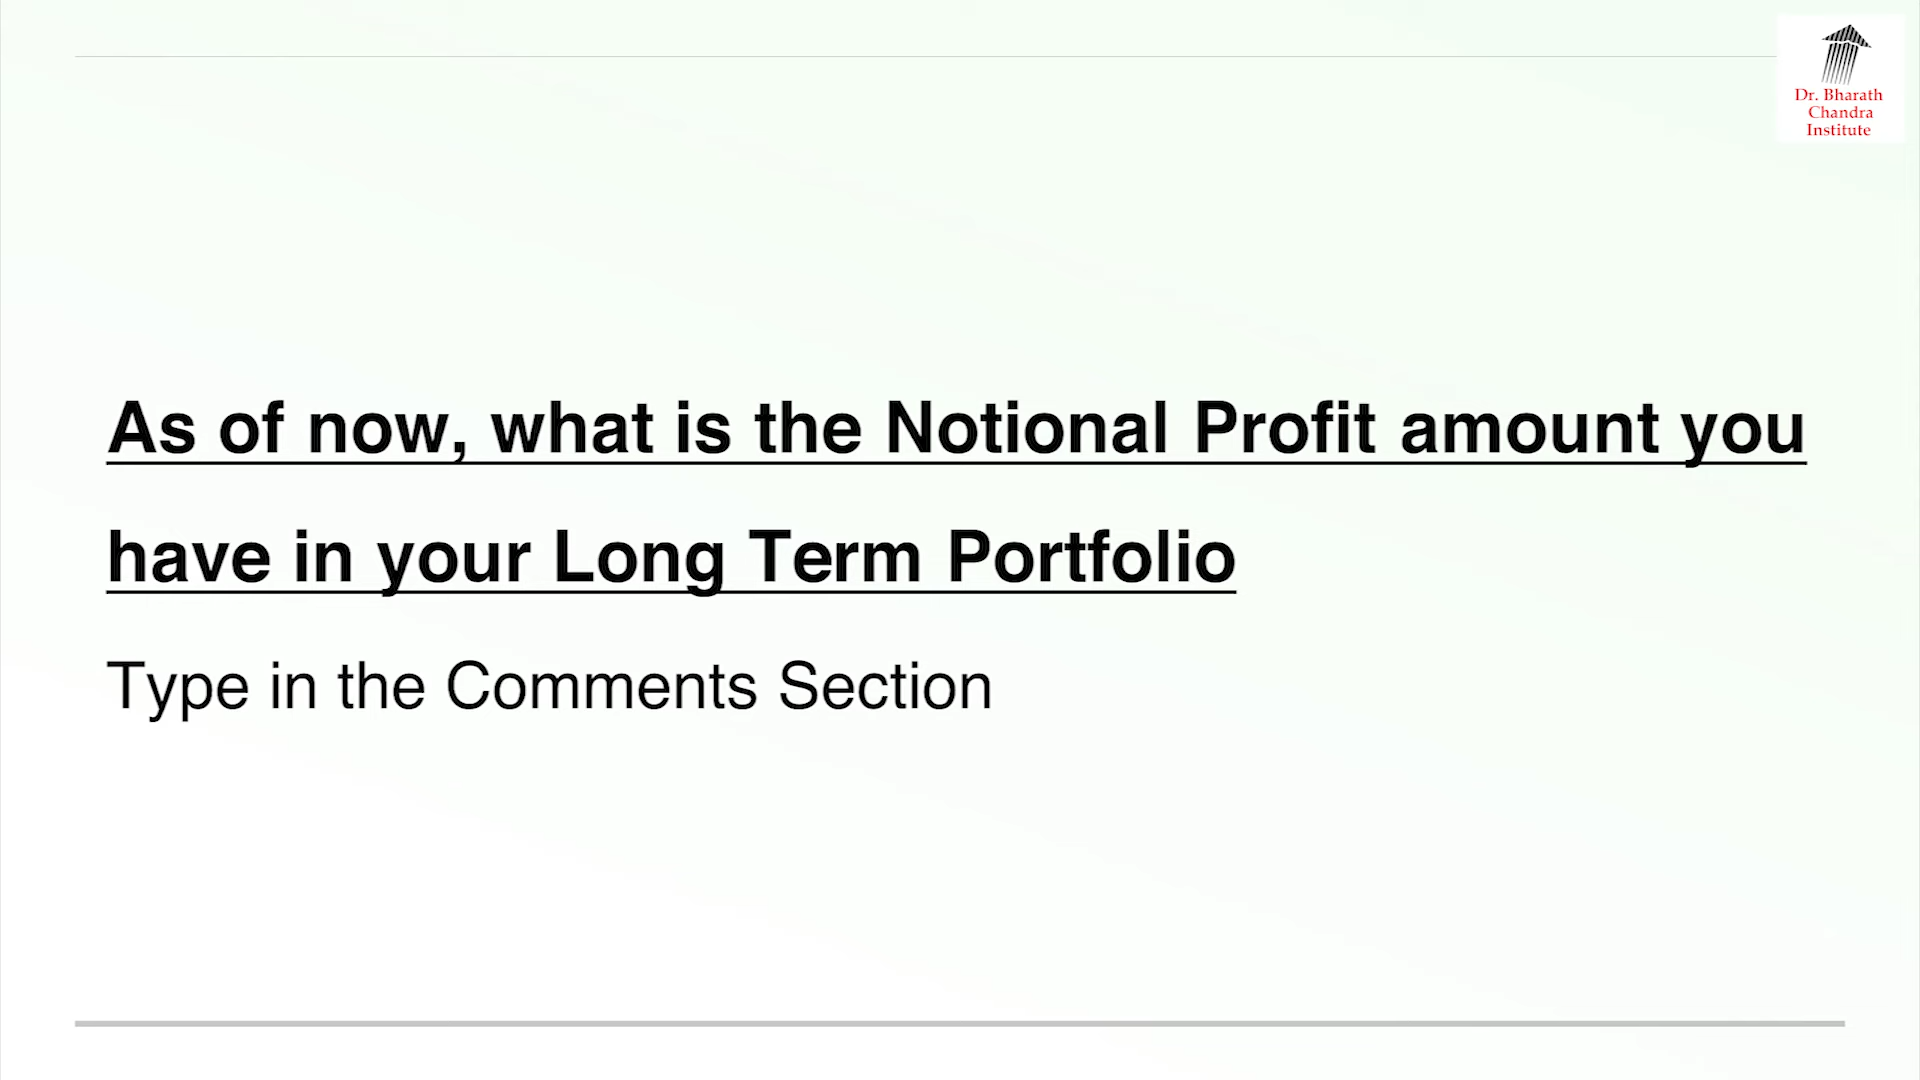 Dr. Bharath
Chandra
Institute
As of now, what is the Notional Profit amount you
have in your Long Term Portfolio
Type in the Comments Section